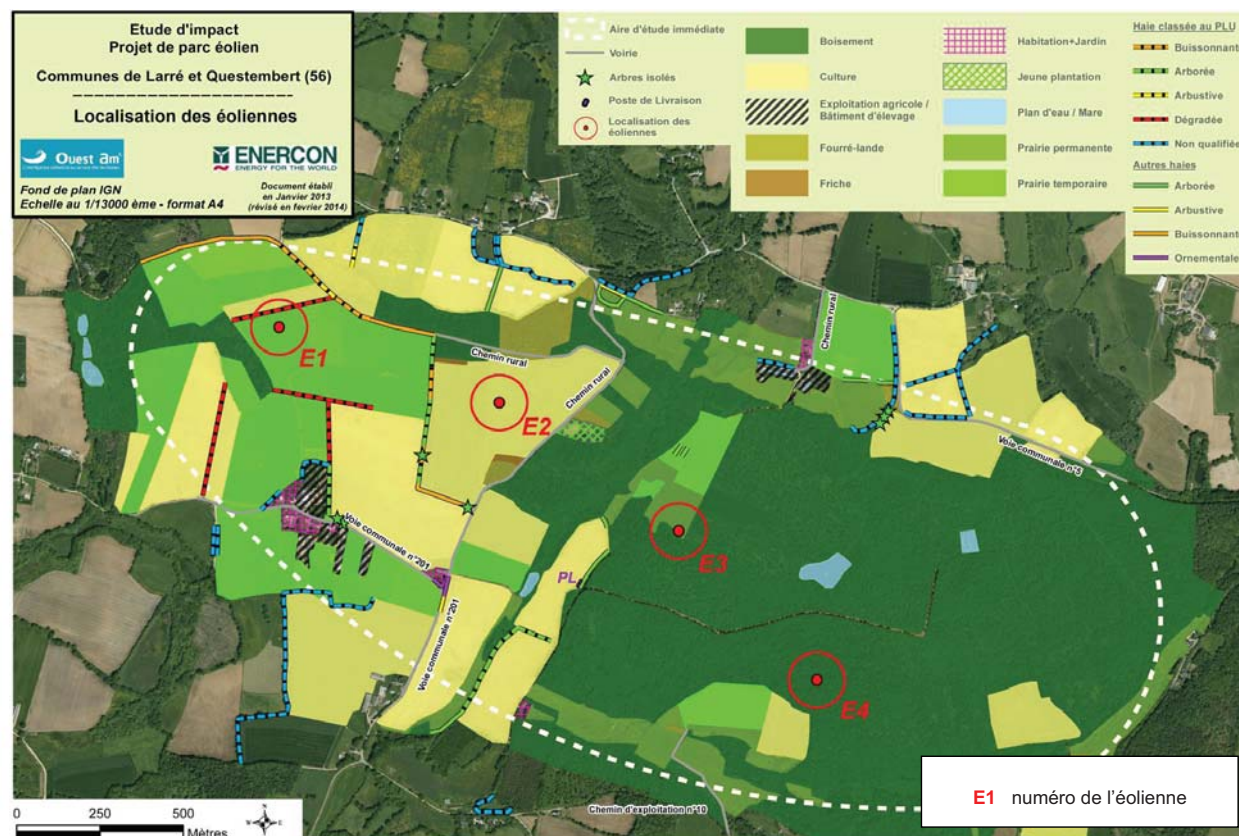 Etude d'impact
Projet de parc éolien
Communes de Larré et Questembert (56)
Localisation des éoliennes
Ouest am'
ENERCON
ENERGY FOR THE WORLD
Fond de plan IGN
Echelle au 1/13000 ème - format A4
Document établi
en Janvier 2013
(révisé en fevrier 2014)
Aire d'étude immédiate
Voirie
Arbres isolés
Poste de Livraison
Localisation des
éoliennes
Boisement
Culture
Exploitation agricole /
Bâtiment d'élevage
Fourré-lande
Friche
Habitation+Jardin
Jeune plantation
Plan d'eau / Mare
Prairie permanente
Prairie temporaire
Haie classée au PLU
Buissonnante
Arborée
Arbustive
Dégradée
Non qualifiée
Autres haies
Arborée
Arbustive
Buissonnante
Ornementale
E1
Chemin rural
Chemin rural
Chemin rural
E2
Voie communale n°5
Voie communale n°201
E3
PL
Voie communale n°201
E4
Chemin d'exploitation n°10
0 250 500
Mètres
N
E1 numéro de l'éolienne